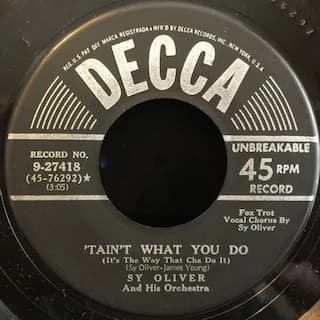 REG. U.S. PAT. OFF. MARCA REGISTRADA • MF'D BY DECCA RECORDS, INC., NEW YORK, U.S.A.
DECCA
RECORD NO.
9-27418
(45-76292)★
(3:05)
UNBREAKABLE
45 RPM
RECORD
Fox Trot
Vocal Chorus By
Sy Oliver
'TAIN'T WHAT YOU DO
(It's The Way That Cha Do It)
(Sy Oliver-James Young)
SY OLIVER
And His Orchestra